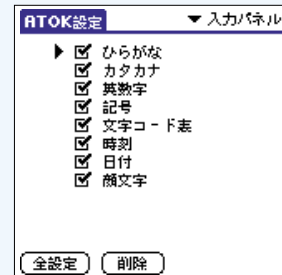 ATOK設定 ▼ 入力パネル
ひらがな
カタカナ
英数字
記号
文字コード表
時刻
日付
顔文字
全設定 削除